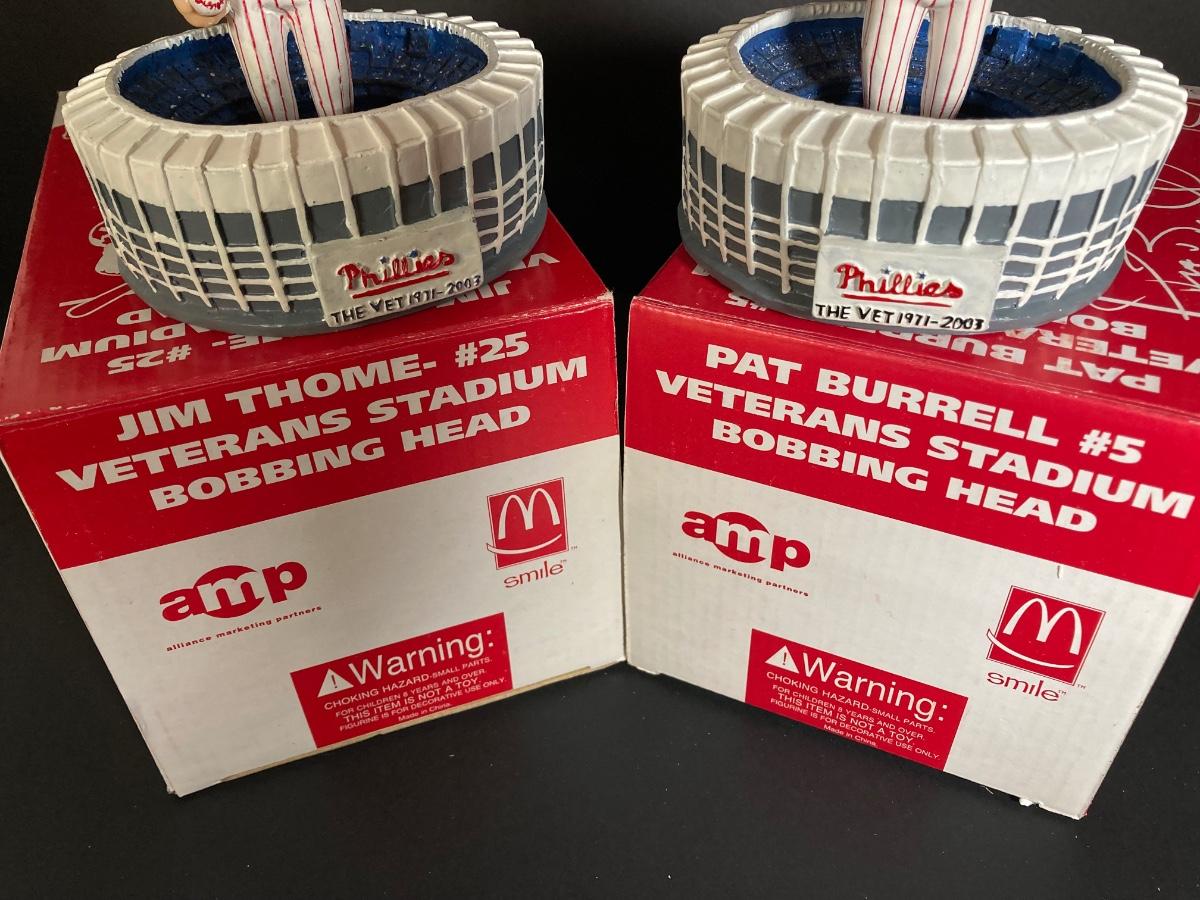 Phillies
THE VET 1971-2003
JIM THOME- #25
VETERANS STADIUM
BOBBING HEAD
amp
alliance marketing partners
smile™
Warning:
CHOKING HAZARD-SMALL PARTS.
FOR CHILDREN 8 YEARS AND OVER.
THIS ITEM IS NOT A TOY.
FIGURINE IS FOR DECORATIVE USE ONLY.
Made in China.
Phillies
THE VET 1971-2003
PAT BURRELL #5
VETERANS STADIUM
BOBBING HEAD
amp
alliance marketing partners
smile™
Warning:
CHOKING HAZARD-SMALL PARTS.
FOR CHILDREN 8 YEARS AND OVER.
THIS ITEM IS NOT A TOY.
FIGURINE IS FOR DECORATIVE USE ONLY.
Made in China.